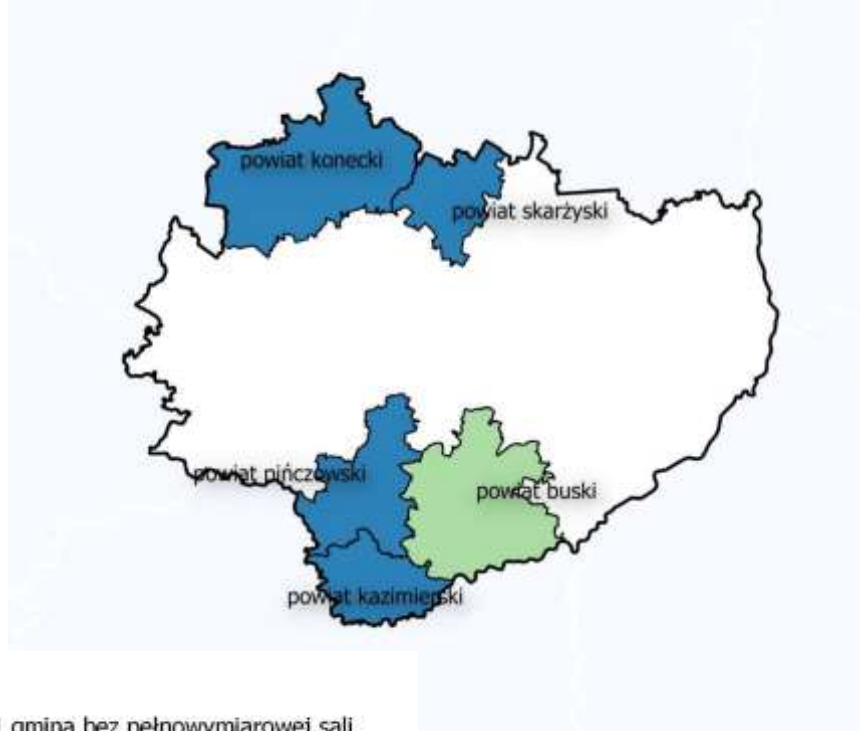 powiat konecki
powiat skarżyski
powiat pińczowski
powiat buski
powiat kazimierski
gmina bez pełnowymiarowej sali